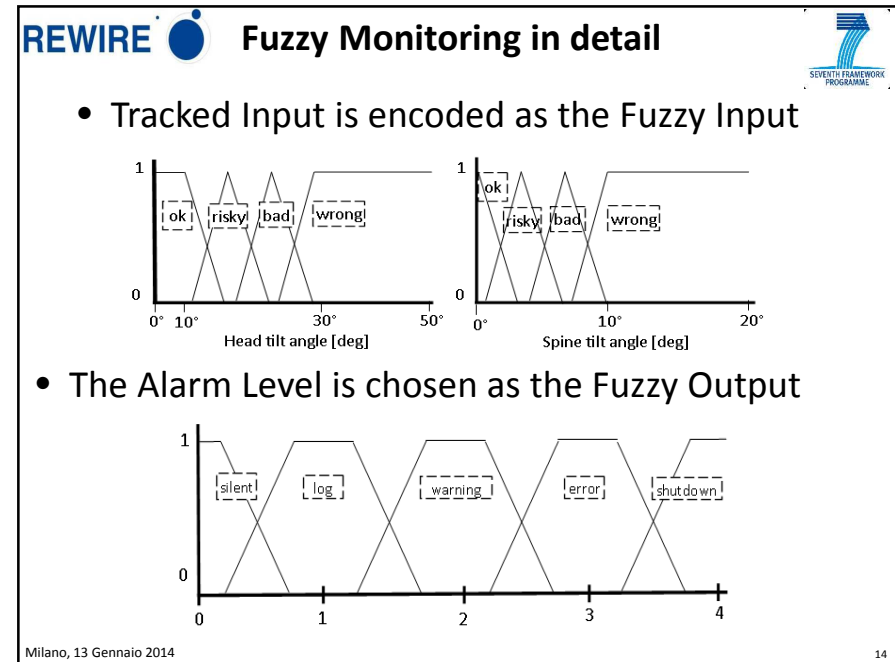 REWIRE
Fuzzy Monitoring in detail
7
SEVENTH FRAMEWORK
PROGRAMME
• Tracked Input is encoded as the Fuzzy Input
1
ok
risky
bad
wrong
0
0° 10° 30° 50°
Head tilt angle [deg]
1
ok
risky
bad
wrong
0
0° 10° 20°
Spine tilt angle [deg]
• The Alarm Level is chosen as the Fuzzy Output
1
silent
log
warning
error
shutdown
0
0 1 2 3 4
Milano, 13 Gennaio 2014
14